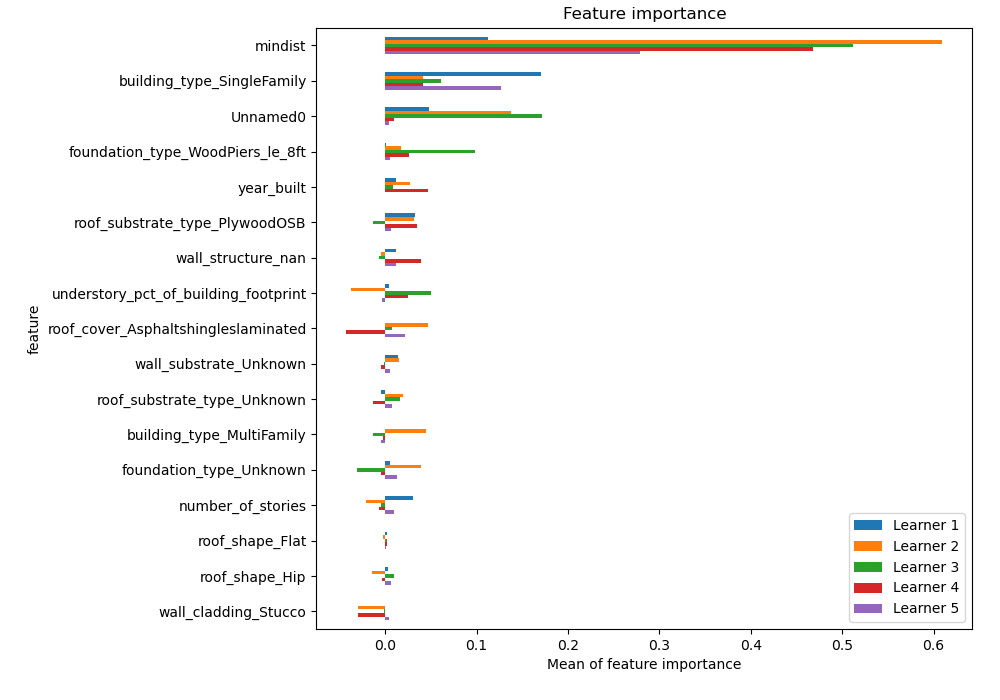 Feature importance
mindist
building_type_SingleFamily
Unnamed0
foundation_type_WoodPiers_le_8ft
year_built
roof_substrate_type_PlywoodOSB
wall_structure_nan
understory_pct_of_building_footprint
roof_cover_Asphaltshingleslaminated
wall_substrate_Unknown
roof_substrate_type_Unknown
building_type_MultiFamily
foundation_type_Unknown
number_of_stories
roof_shape_Flat
roof_shape_Hip
wall_cladding_Stucco
feature
Learner 1
Learner 2
Learner 3
Learner 4
Learner 5
0.0 0.1 0.2 0.3 0.4 0.5 0.6
Mean of feature importance